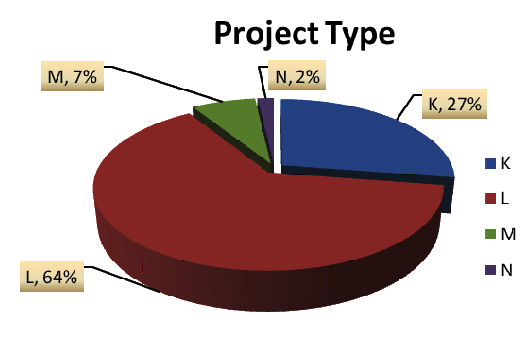 Project Type
M, 7%
N, 2%
K, 27%
L, 64%
K
L
M
N